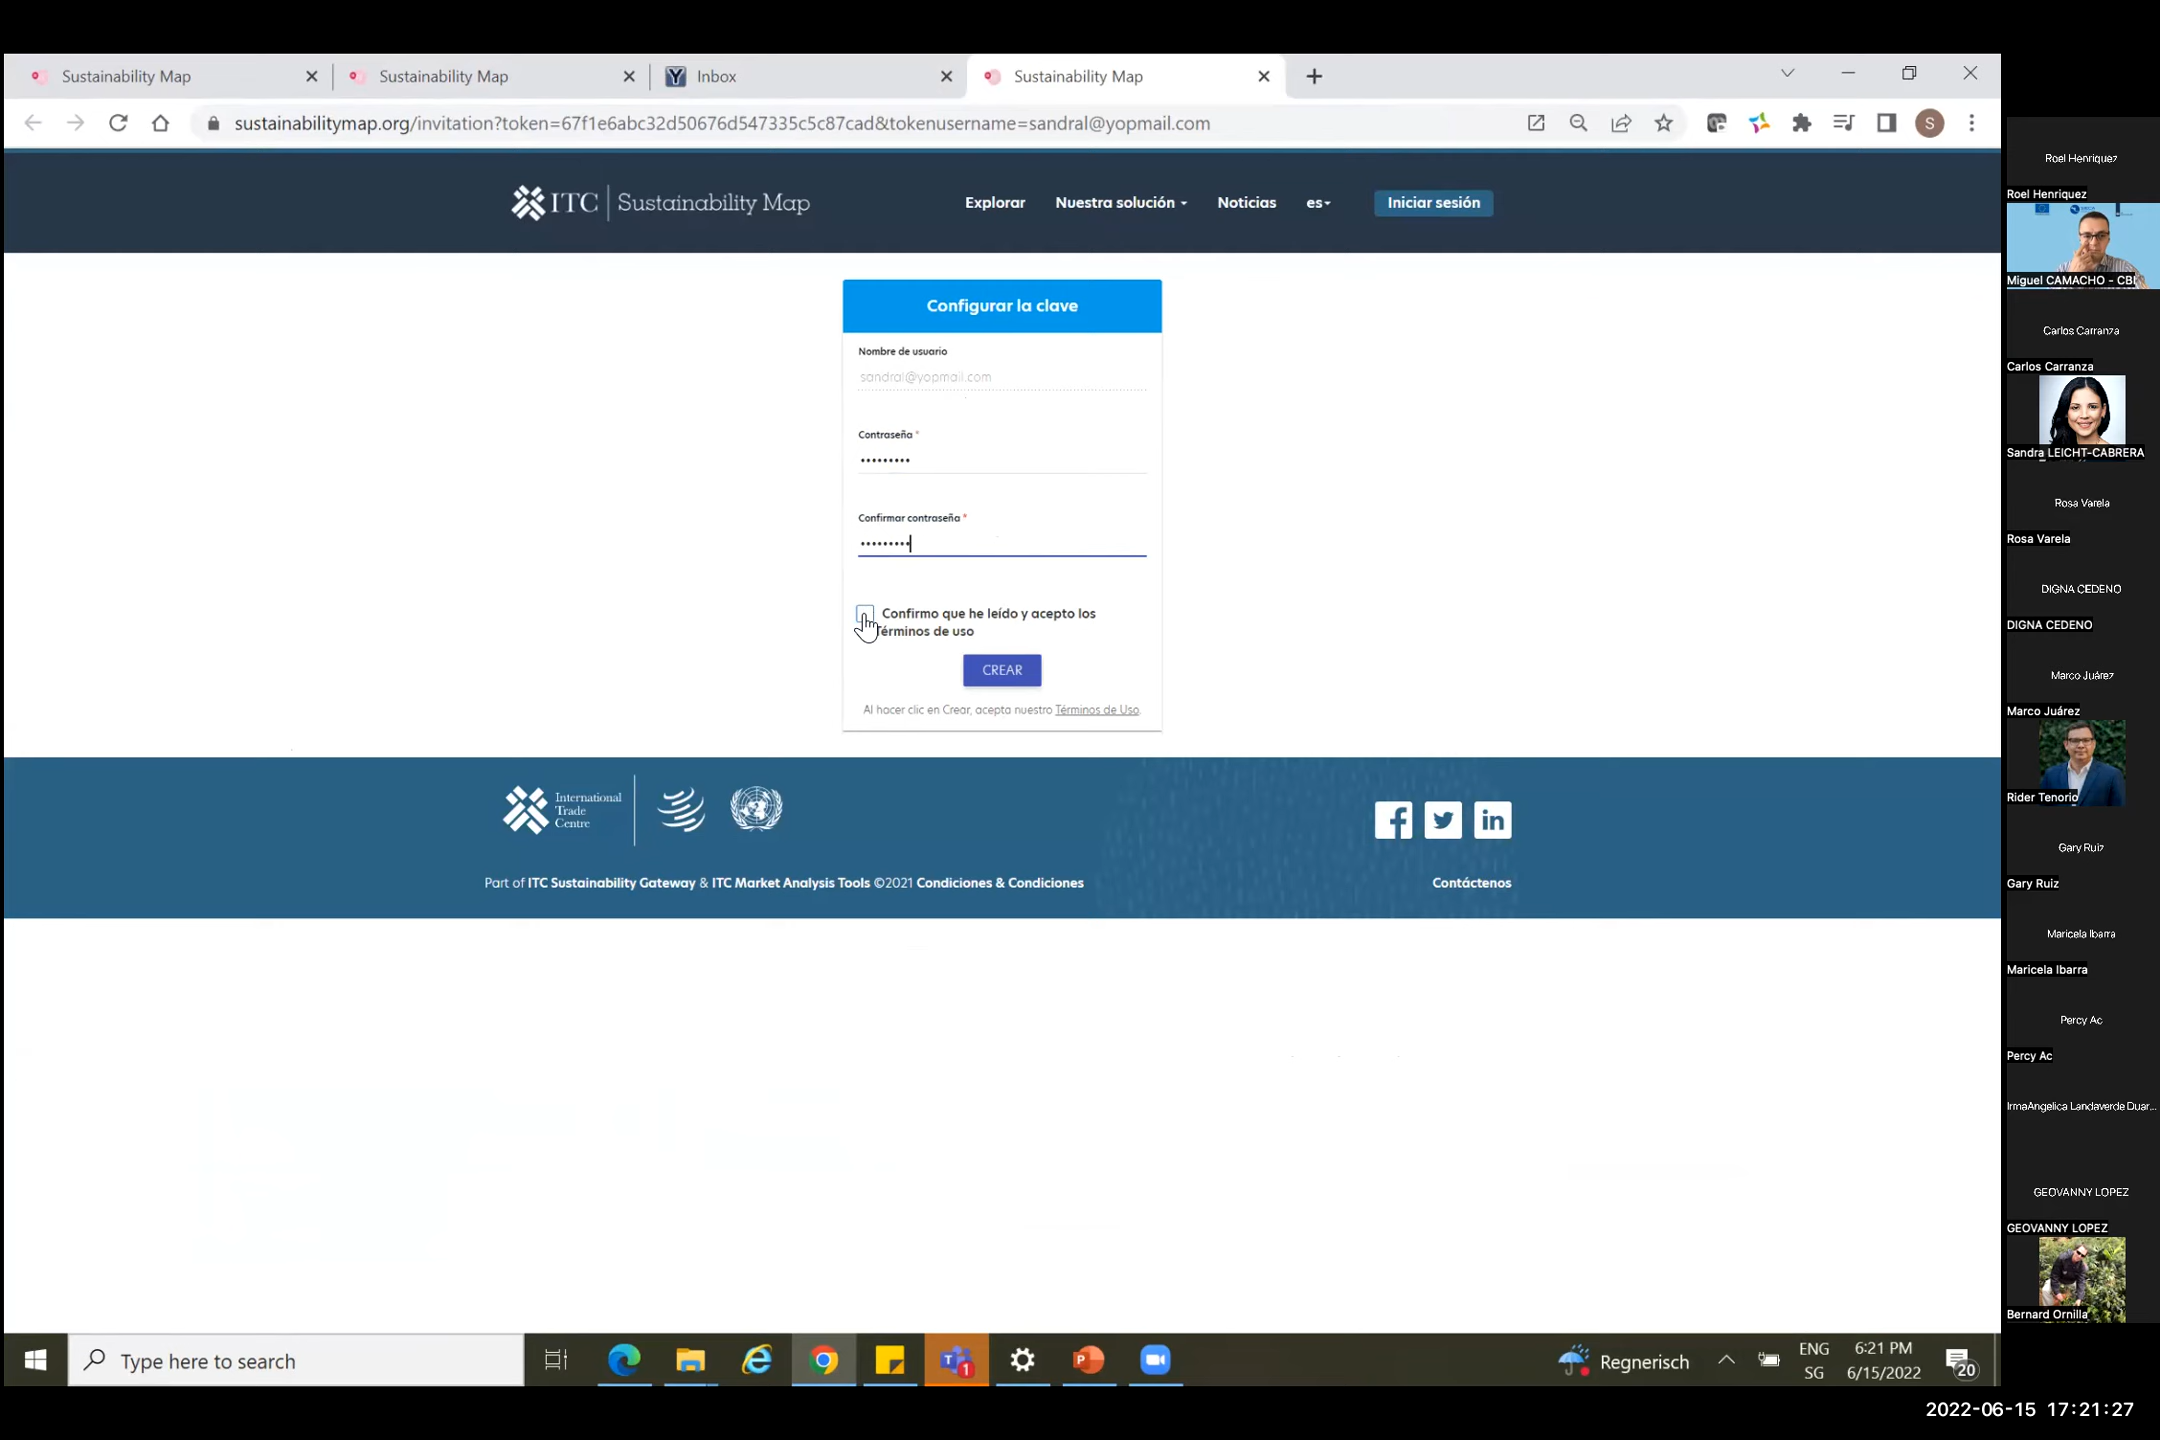 Sustainability Map
Sustainability Map
Inbox
Sustainability Map
sustainabilitymap.org/invitation?token=67f1e6abc32d50676d547335c5c87cad&tokenusername=sandral@yopmail.com
S
ITC | Sustainability Map
Explorar
Nuestra solución
Noticias
es
Iniciar sesión
Configurar la clave
Nombre de usuario
sandral@yopmail.com
Contraseña *
•••••••••
Confirmar contraseña *
•••••••••
Confirmo que he leído y acepto los
Términos de uso
CREAR
Al hacer clic en Crear, acepta nuestro Términos de Uso.
International
Trade
Centre
Part of ITC Sustainability Gateway & ITC Market Analysis Tools ©2021 Condiciones & Condiciones
Contáctenos
Type here to search
1
Regnerisch
ENG
SG
6:21 PM
6/15/2022
20
Roel Henriquez
Roel Henriquez
Miguel CAMACHO - CBI
Carlos Carranza
Carlos Carranza
Sandra LEICHT-CABRERA
Rosa Varela
Rosa Varela
DIGNA CEDENO
DIGNA CEDENO
Marco Juárez
Marco Juárez
Rider Tenorio
Gary Ruiz
Gary Ruiz
Maricela Ibarra
Maricela Ibarra
Percy Ac
Percy Ac
IrmaAngelica Landaverde Duar...
GEOVANNY LOPEZ
GEOVANNY LOPEZ
Bernard Ornilla
2022-06-15 17:21:27